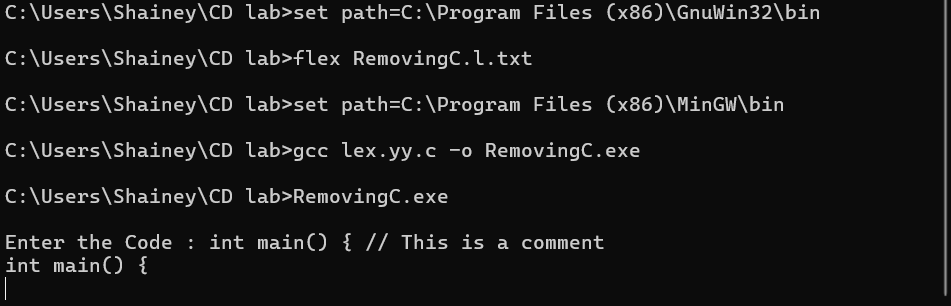 C:\Users\Shainey\CD lab>set path=C:\Program Files (x86)\GnuWin32\bin
C:\Users\Shainey\CD lab>flex RemovingC.l.txt
C:\Users\Shainey\CD lab>set path=C:\Program Files (x86)\MinGW\bin
C:\Users\Shainey\CD lab>gcc lex.yy.c -o RemovingC.exe
C:\Users\Shainey\CD lab>RemovingC.exe
Enter the Code : int main() { // This is a comment
int main() {